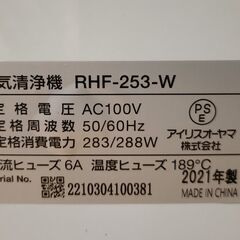 気清浄機 RHF-253-W
定格電圧 AC100V
定格周波数 50/60Hz
定格消費電力 283/288W
PSE
アイリスオーヤマ
株式会社
流ヒューズ 6A 温度ヒューズ 189℃
Serial No. 2210304100381
2021年製
MADE IN CHINA